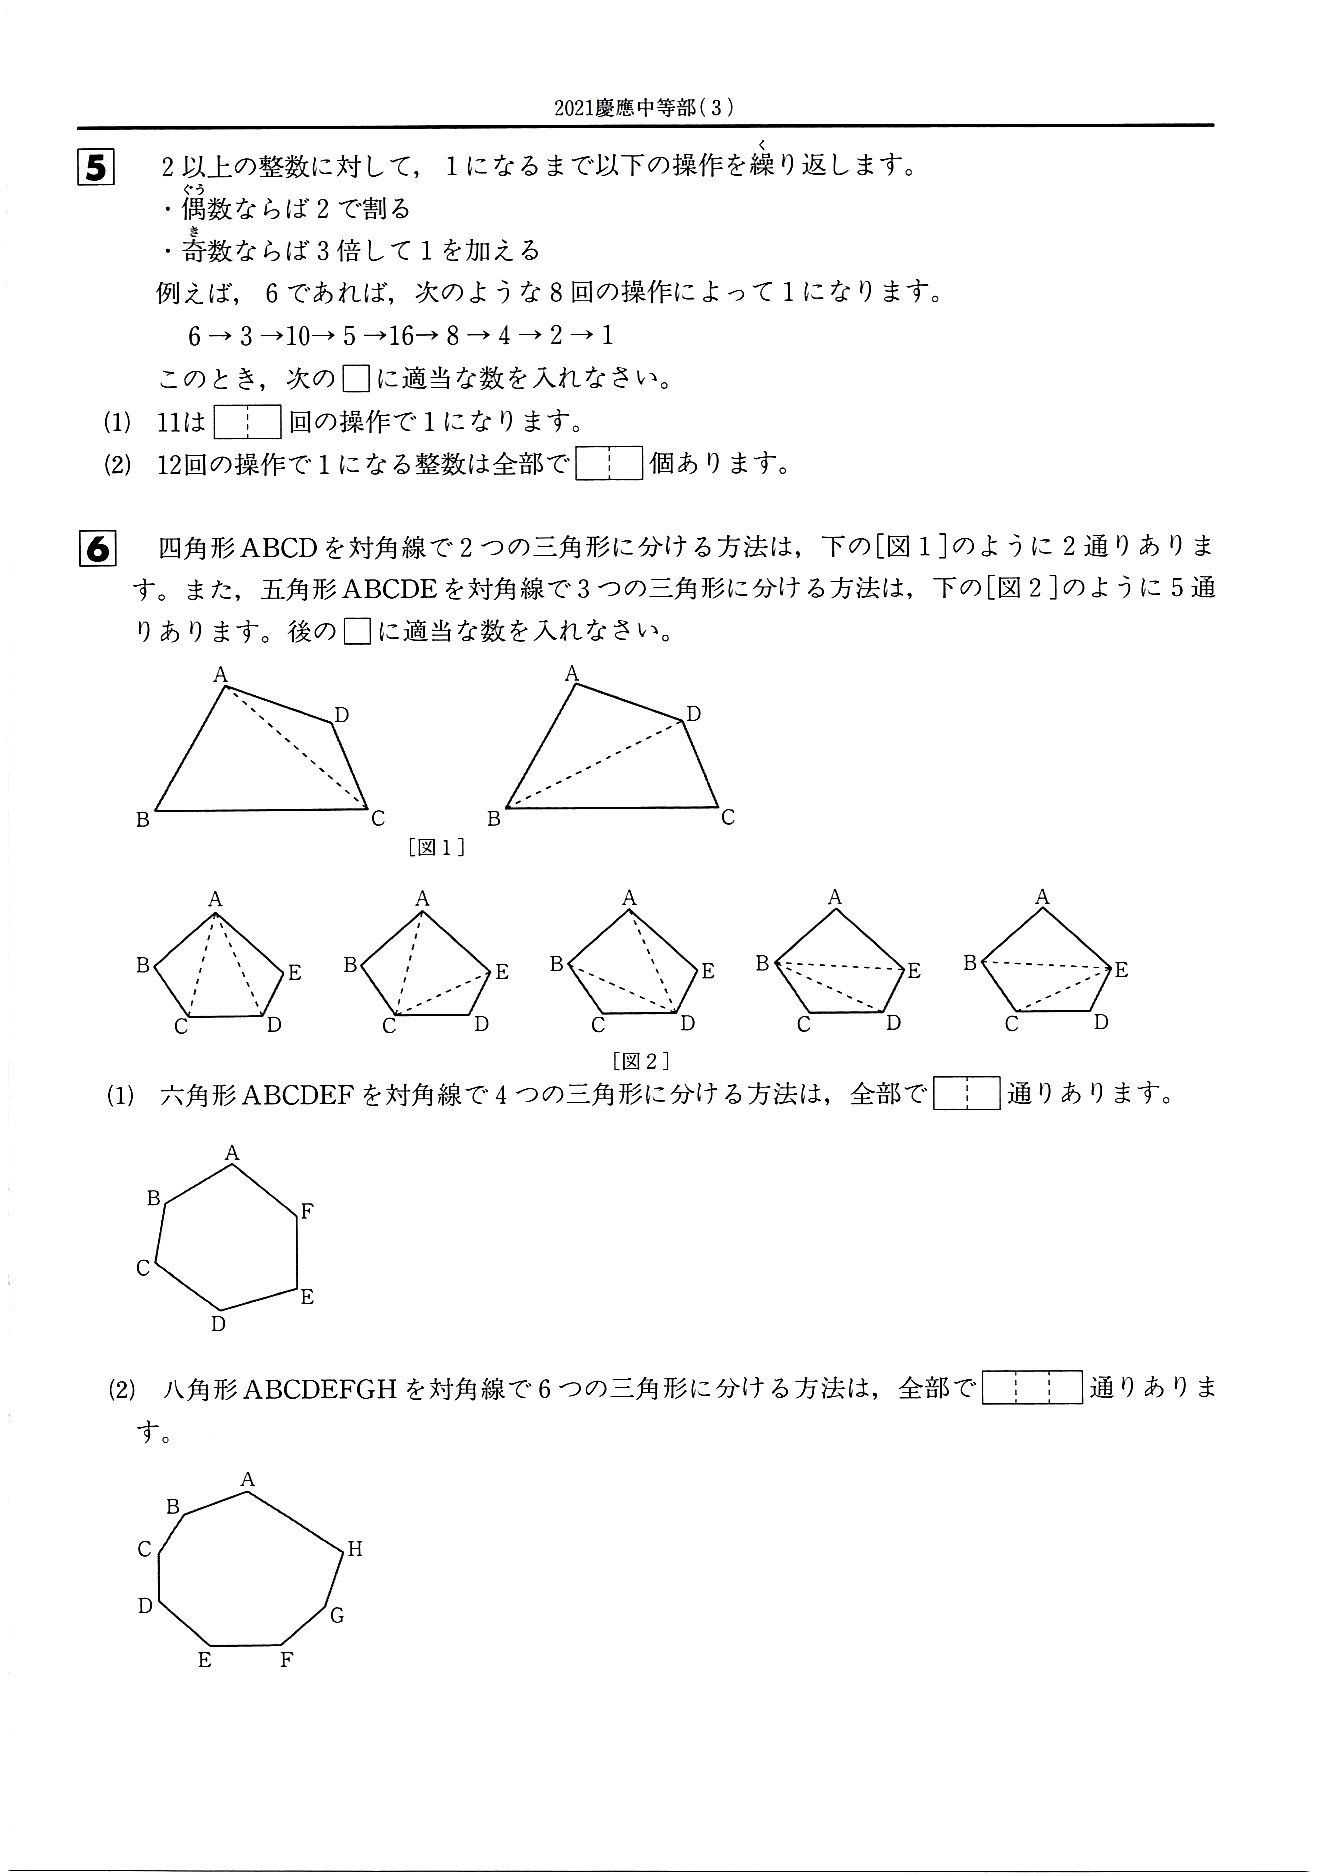 2021慶應中等部(3)
5 2以上の整数に対して，1になるまで以下の操作を繰り返します。
く
ぐう
・偶数ならば2で割る
き
・奇数ならば3倍して1を加える
例えば，6であれば，次のような8回の操作によって1になります。
6→3→10→5→16→8→4→2→1
このとき，次の□に適当な数を入れなさい。
(1) 11は□□回の操作で1になります。
(2) 12回の操作で1になる整数は全部で□□個あります。
6 四角形ABCDを対角線で2つの三角形に分ける方法は，下の[図1]のように2通りありま
す。また，五角形ABCDEを対角線で3つの三角形に分ける方法は，下の[図2]のように5通
りあります。後の□に適当な数を入れなさい。
A
D
B
C
A
D
B
C
[図1]
A
B
E
C
D
A
B
E
C
D
A
B
E
C
D
A
B
E
C
D
A
B
E
C
D
[図2]
(1) 六角形ABCDEFを対角線で4つの三角形に分ける方法は，全部で□□通りあります。
A
B
F
C
E
D
(2) 八角形ABCDEFGHを対角線で6つの三角形に分ける方法は，全部で□□□通りありま
す。
A
B
C
H
D
G
E
F